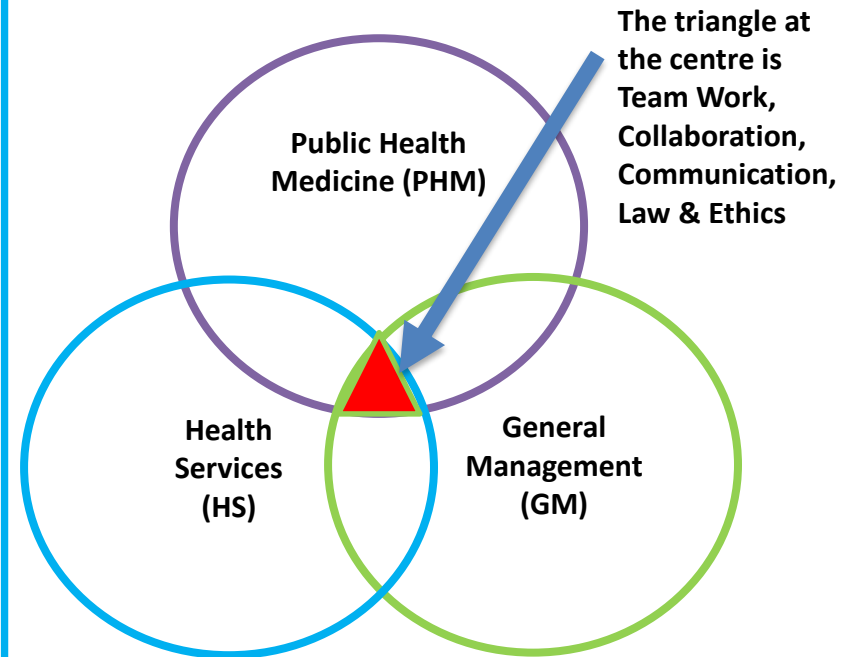 The triangle at
the centre is
Team Work,
Collaboration,
Communication,
Law & Ethics
Public Health
Medicine (PHM)
Health
Services
(HS)
General
Management
(GM)